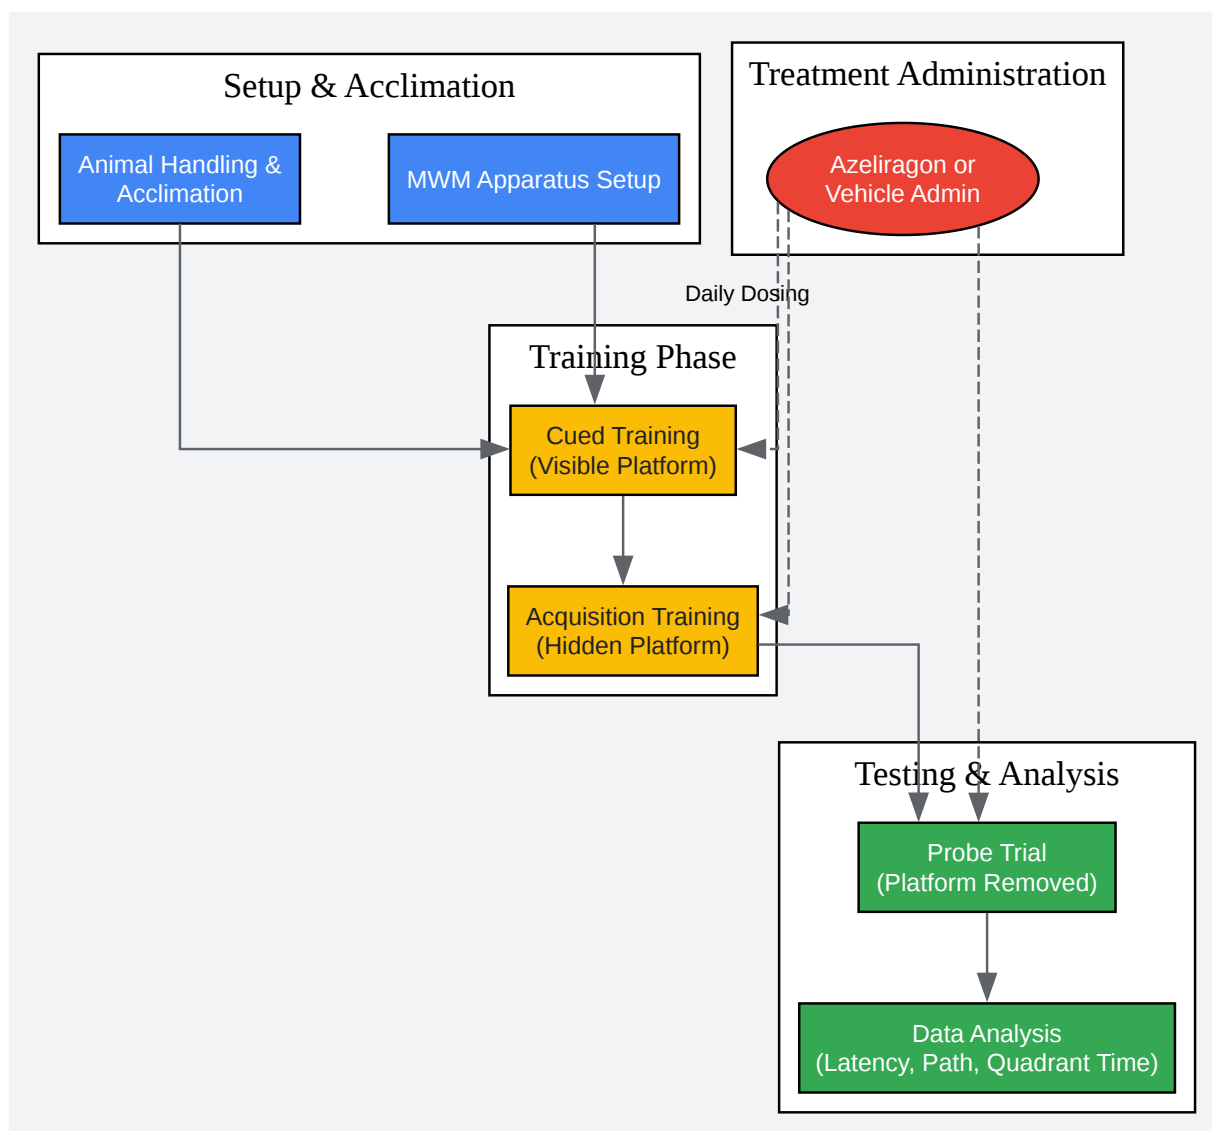 Setup & Acclimation
Animal Handling &
Acclimation
MWM Apparatus Setup
Treatment Administration
Azeliragon or
Vehicle Admin
Daily Dosing
Training Phase
Cued Training
(Visible Platform)
Acquisition Training
(Hidden Platform)
Testing & Analysis
Probe Trial
(Platform Removed)
Data Analysis
(Latency, Path, Quadrant Time)